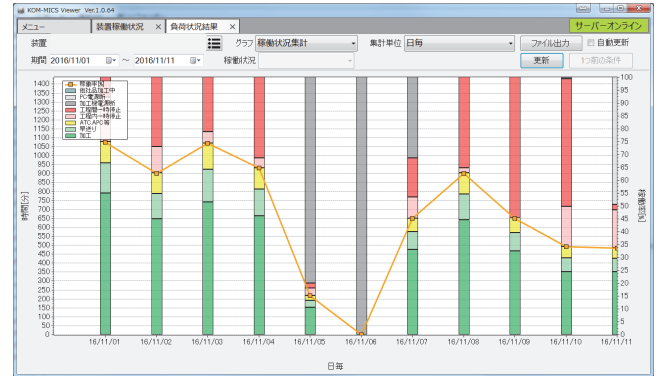 KOM-MICS Viewer Ver.1.0.64
メニュー 装置稼働状況 × 負荷状況結果 × サーバーオンライン
装置 グラフ 稼働状況集計 集計単位 日毎 ファイル出力 自動更新
期間 2016/11/01 ～ 2016/11/11 稼働状況 更新 1つ前の条件
稼働率[%]
他社品加工中
PC電源断
加工機電源断
工程間一時停止
工程内一時停止
ATC,APC等
早送り
加工
時間[分]
1400
1350
1300
1250
1200
1150
1100
1050
1000
950
900
850
800
750
700
650
600
550
500
450
400
350
300
250
200
150
100
50
0
100
95
90
85
80
75
70
65
60
55
50
45
40
35
30
25
20
15
10
5
0
稼働率[%]
16/11/01 16/11/02 16/11/03 16/11/04 16/11/05 16/11/06 16/11/07 16/11/08 16/11/09 16/11/10 16/11/11
日毎